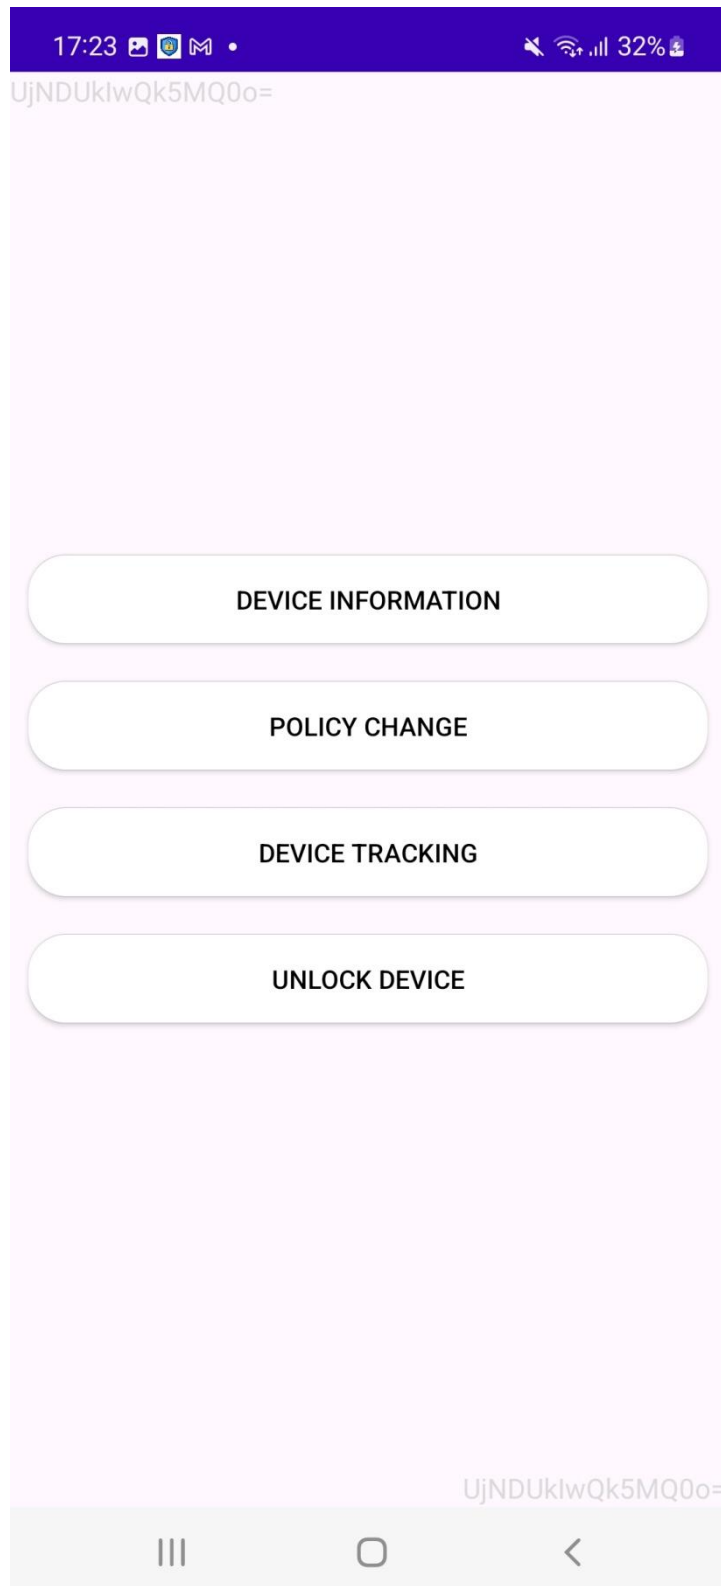 17:23
32%
UjNDUklwQk5MQ0o=
DEVICE INFORMATION
POLICY CHANGE
DEVICE TRACKING
UNLOCK DEVICE
UjNDUklwQk5MQ0o=